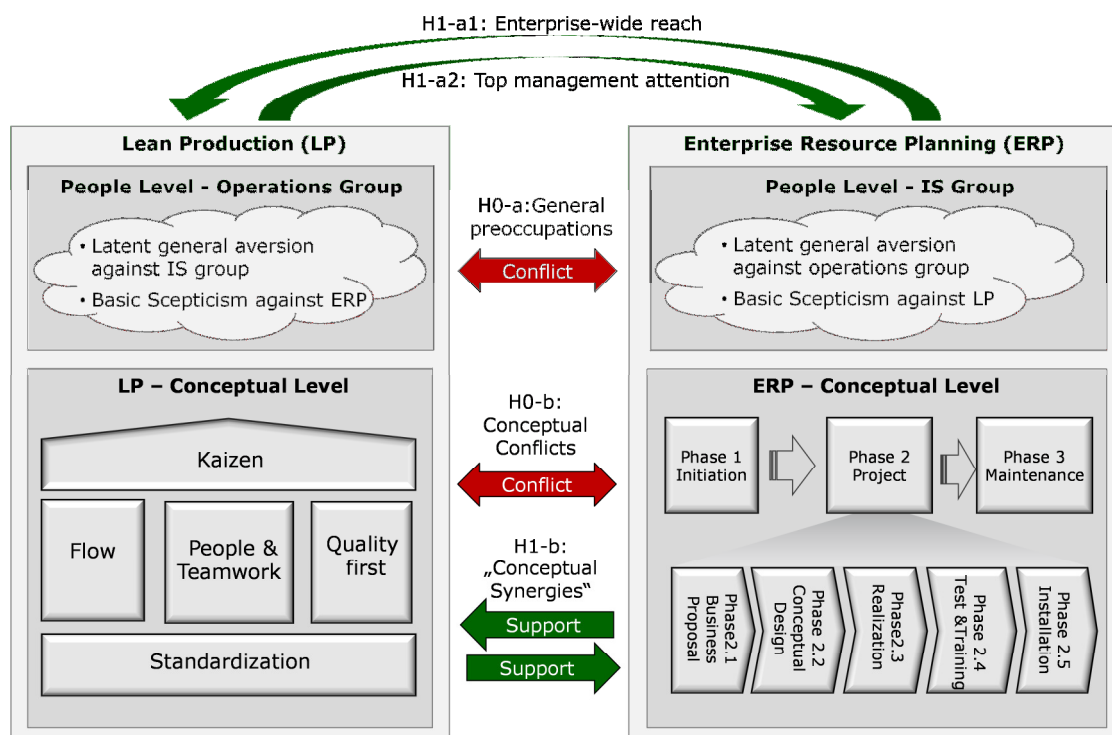 H1-a1: Enterprise-wide reach
H1-a2: Top management attention
Lean Production (LP)
People Level - Operations Group
• Latent general aversion
against IS group
• Basic Scepticism against ERP
LP – Conceptual Level
Kaizen
Flow
People &
Teamwork
Quality
first
Standardization
H0-a:General
preoccupations
Conflict
H0-b:
Conceptual
Conflicts
Conflict
H1-b:
„Conceptual
Synergies“
Support
Support
Enterprise Resource Planning (ERP)
People Level - IS Group
• Latent general aversion
against operations group
• Basic Scepticism against LP
ERP – Conceptual Level
Phase 1
Initiation
Phase 2
Project
Phase 3
Maintenance
Phase2.1
Business
Proposal
Phase 2.2
Conceptual
Design
Phase2.3
Realization
Phase 2.4
Test &Training
Phase 2.5
Installation